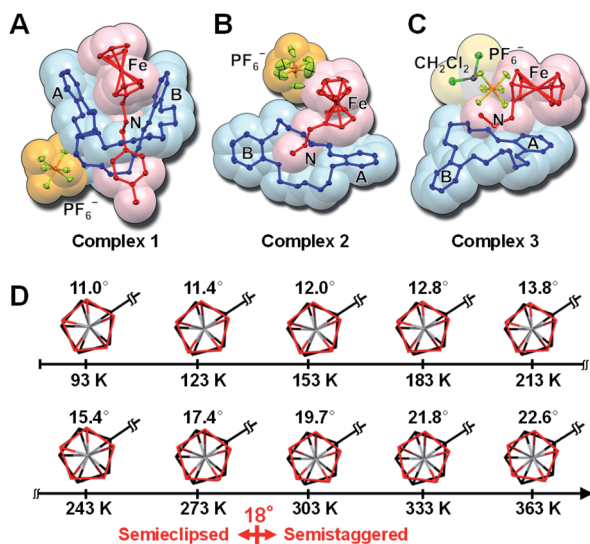 A
Fe
A
B
N
PF6−
Complex 1
B
PF6−
Fe
B
N
A
Complex 2
C
CH2Cl2
PF6−
Fe
N
A
B
Complex 3
D
11.0° 11.4° 12.0° 12.8° 13.8°
93 K 123 K 153 K 183 K 213 K
15.4° 17.4° 19.7° 21.8° 22.6°
243 K 273 K 303 K 333 K 363 K
18°
Semieclipsed Semistaggered